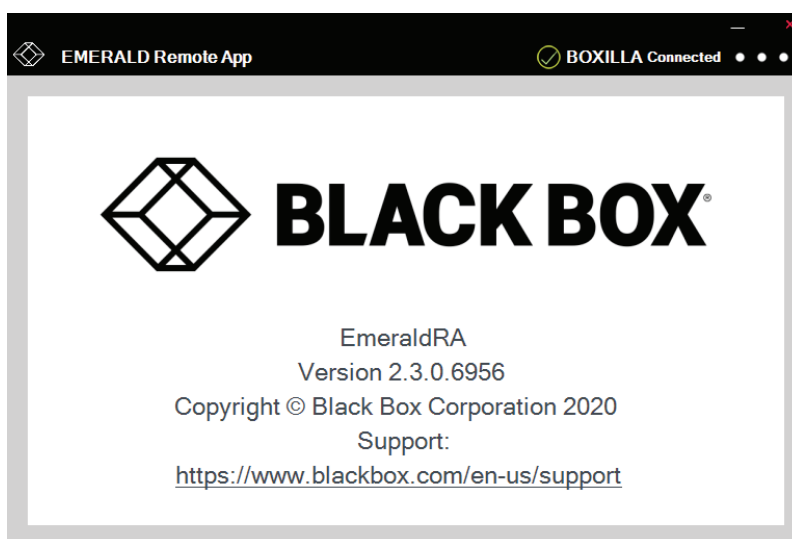 EMERALD Remote App
BOXILLA Connected
BLACK BOX®
EmeraldRA
Version 2.3.0.6956
Copyright © Black Box Corporation 2020
Support:
https://www.blackbox.com/en-us/support